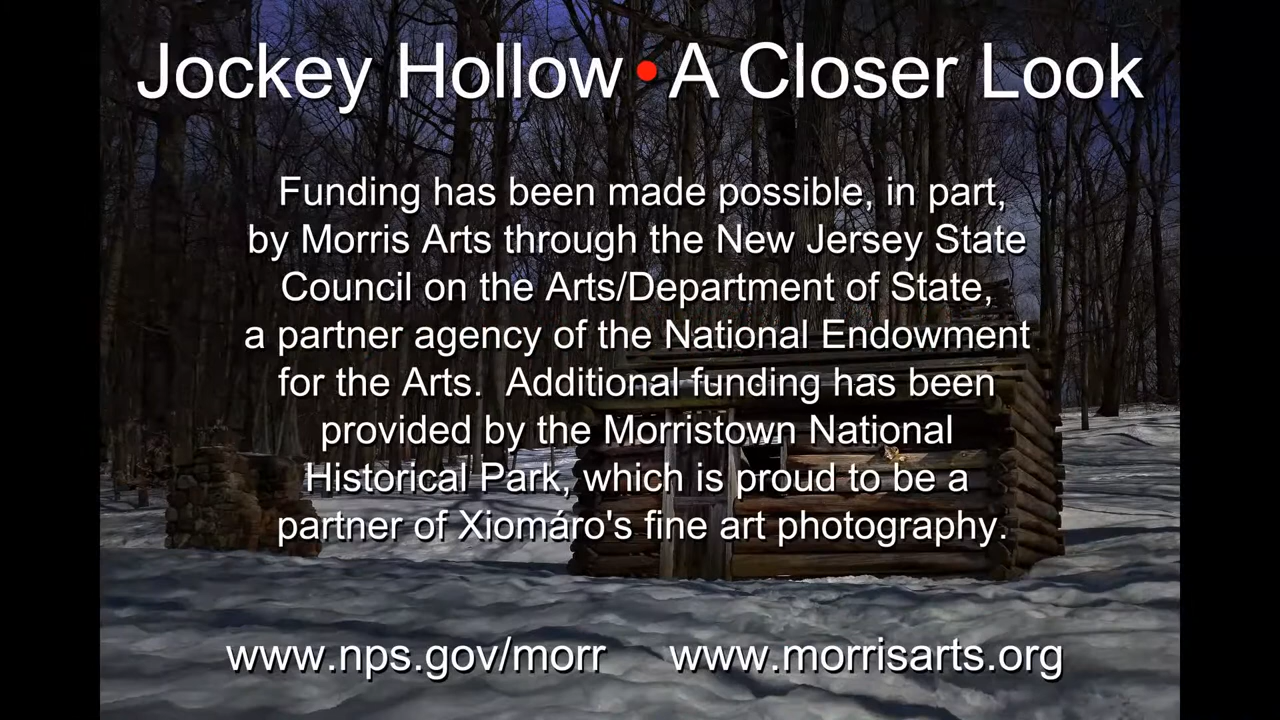 Jockey Hollow • A Closer Look
Funding has been made possible, in part,
by Morris Arts through the New Jersey State
Council on the Arts/Department of State,
a partner agency of the National Endowment
for the Arts.  Additional funding has been
provided by the Morristown National
Historical Park, which is proud to be a
partner of Xiomáro's fine art photography.
www.nps.gov/morr www.morrisarts.org